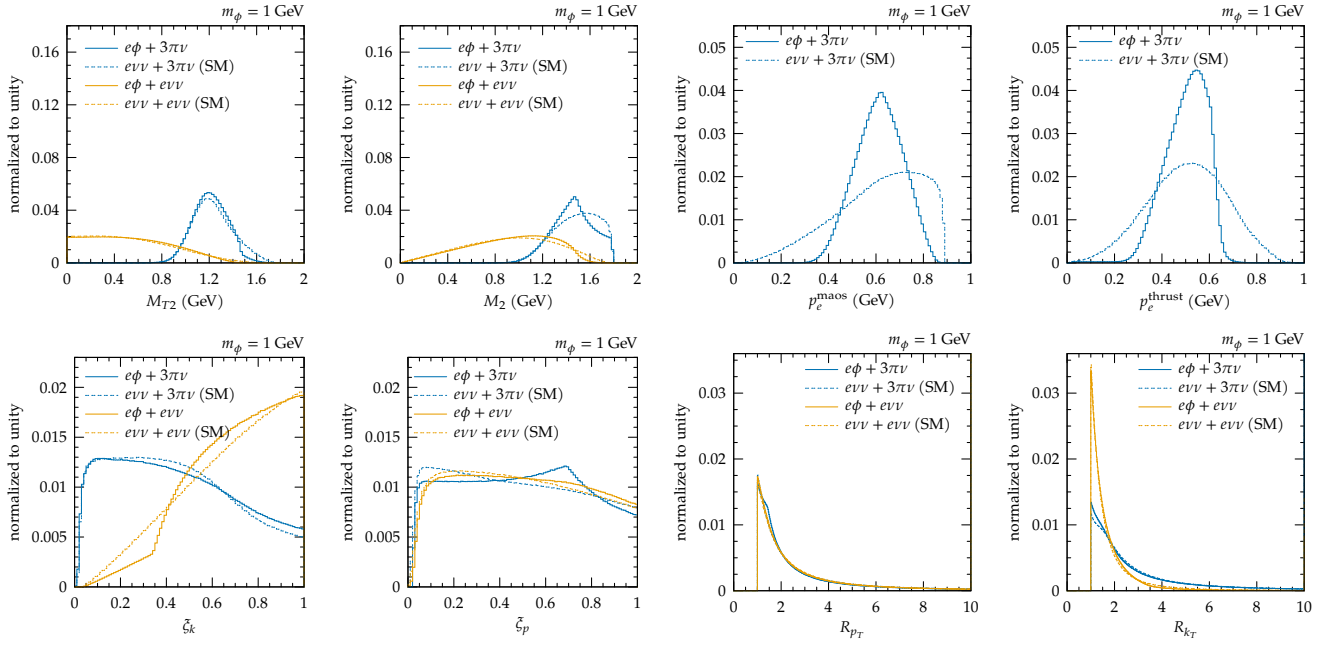 m_ϕ = 1 GeV
normalized to unity
0.16
0.12
0.08
0.04
0
eϕ + 3πν
eνν + 3πν (SM)
eϕ + eνν
eνν + eνν (SM)
0 0.4 0.8 1.2 1.6 2
M_T2 (GeV)
m_ϕ = 1 GeV
normalized to unity
0.16
0.12
0.08
0.04
0
eϕ + 3πν
eνν + 3πν (SM)
eϕ + eνν
eνν + eνν (SM)
0 0.4 0.8 1.2 1.6 2
M_2 (GeV)
m_ϕ = 1 GeV
normalized to unity
0.05
0.04
0.03
0.02
0.01
0
eϕ + 3πν
eνν + 3πν (SM)
0 0.2 0.4 0.6 0.8 1
p_e^maos (GeV)
m_ϕ = 1 GeV
normalized to unity
0.05
0.04
0.03
0.02
0.01
0
eϕ + 3πν
eνν + 3πν (SM)
0 0.2 0.4 0.6 0.8 1
p_e^thrust (GeV)
m_ϕ = 1 GeV
normalized to unity
0.02
0.015
0.01
0.005
0
eϕ + 3πν
eνν + 3πν (SM)
eϕ + eνν
eνν + eνν (SM)
0 0.2 0.4 0.6 0.8 1
ξ_k
m_ϕ = 1 GeV
normalized to unity
0.02
0.015
0.01
0.005
0
eϕ + 3πν
eνν + 3πν (SM)
eϕ + eνν
eνν + eνν (SM)
0 0.2 0.4 0.6 0.8 1
ξ_p
m_ϕ = 1 GeV
normalized to unity
0.03
0.02
0.01
0
eϕ + 3πν
eνν + 3πν (SM)
eϕ + eνν
eνν + eνν (SM)
0 2 4 6 8 10
R_pT
m_ϕ = 1 GeV
normalized to unity
0.03
0.02
0.01
0
eϕ + 3πν
eνν + 3πν (SM)
eϕ + eνν
eνν + eνν (SM)
0 2 4 6 8 10
R_kT